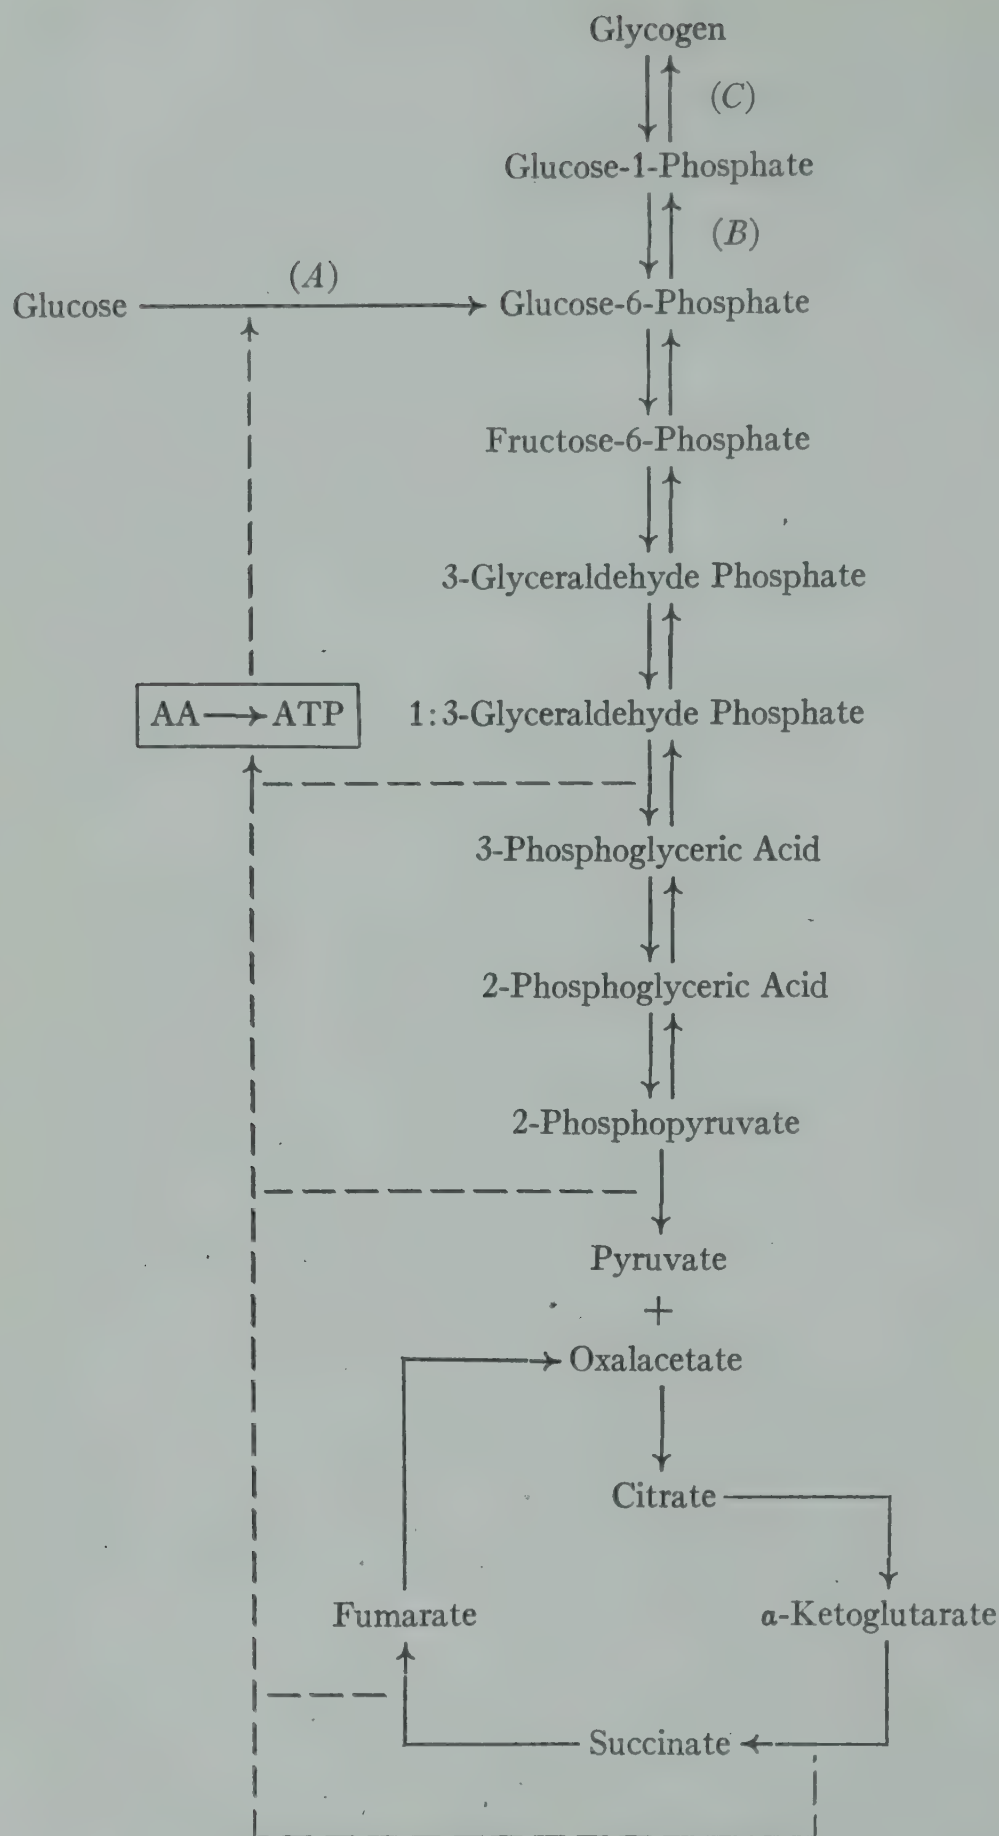 Glycogen
(C)
Glucose-1-Phosphate
(B)
(A)
Glucose
Glucose-6-Phosphate
Fructose-6-Phosphate
3-Glyceraldehyde Phosphate
AA → ATP
1:3-Glyceraldehyde Phosphate
3-Phosphoglyceric Acid
2-Phosphoglyceric Acid
2-Phosphopyruvate
Pyruvate
+
Oxalacetate
Citrate
Fumarate
α-Ketoglutarate
Succinate